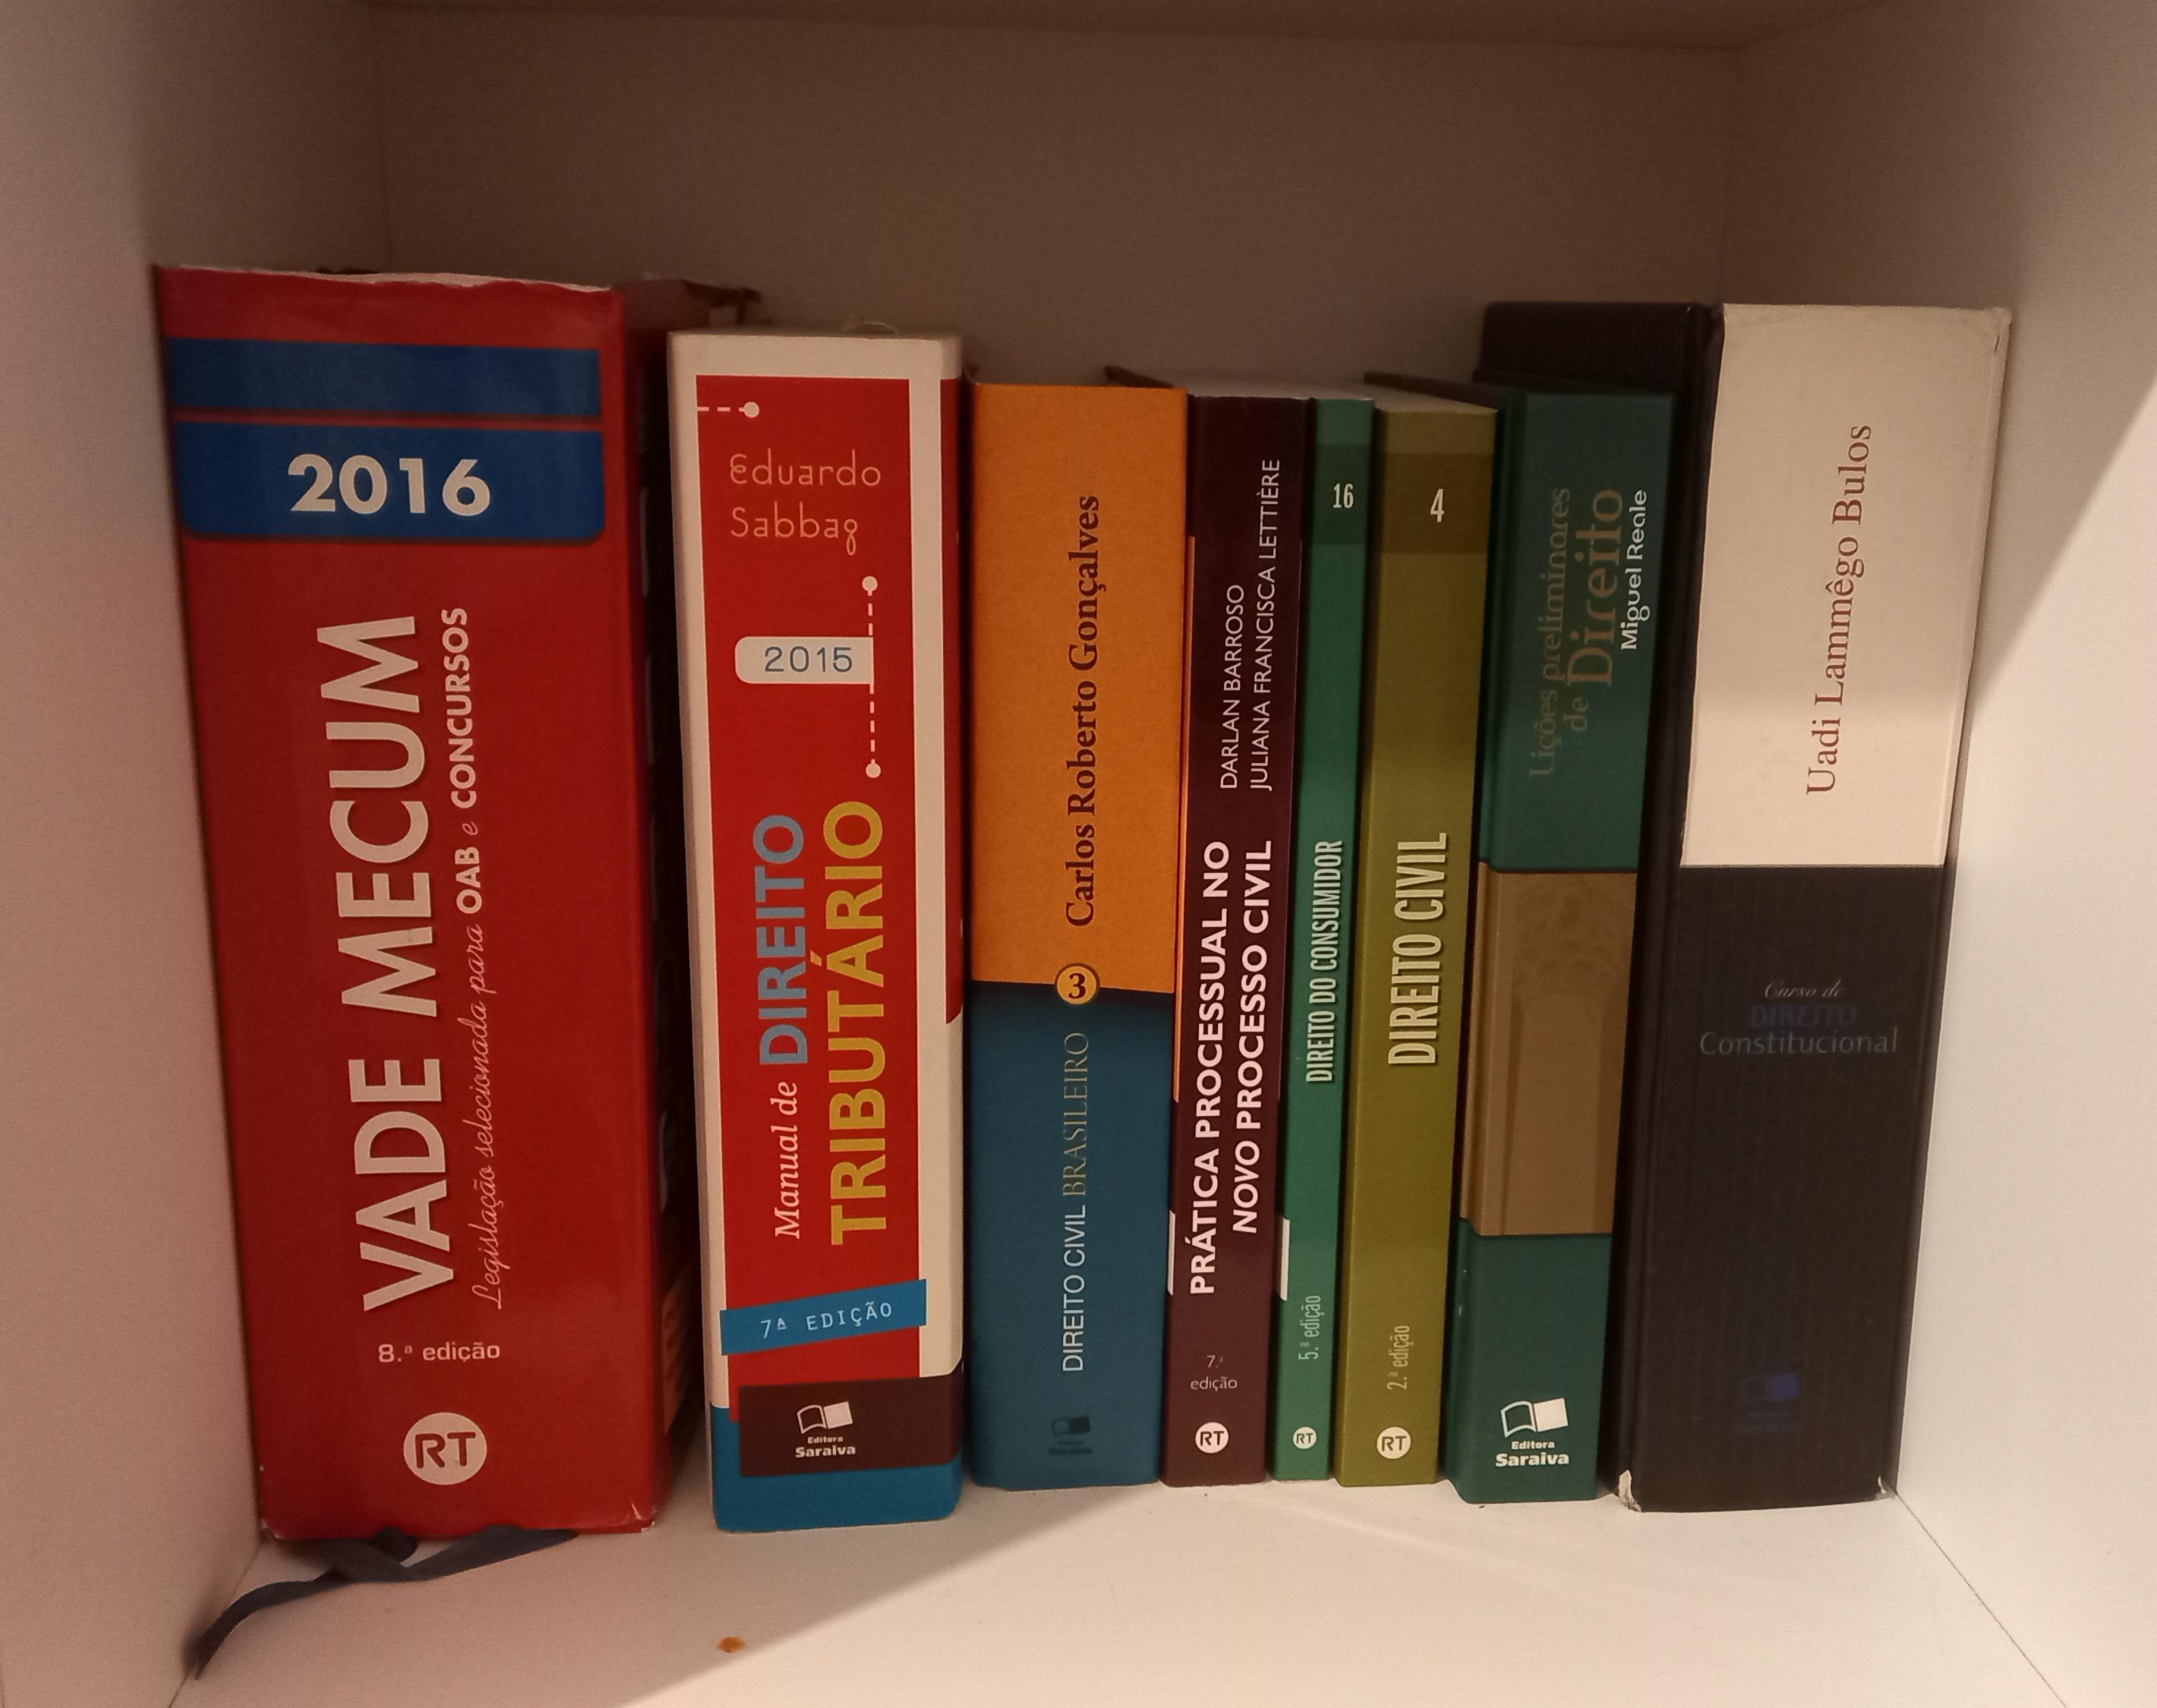 2016
VADE MECUM
Legislação selecionada para OAB e CONCURSOS
8.ª edição
RT
Eduardo
Sabbag
2015
Manual de DIREITO
TRIBUTÁRIO
7ª EDIÇÃO
Editora
Saraiva
Carlos Roberto Gonçalves
3
DIREITO CIVIL BRASILEIRO
DARLAN BARROSO
JULIANA FRANCISCA LETTIÈRE
PRÁTICA PROCESSUAL NO
NOVO PROCESSO CIVIL
7.ª
edição
RT
16
DIREITO DO CONSUMIDOR
5.ª edição
RT
4
DIREITO CIVIL
2.ª edição
RT
Lições preliminares
de Direito
Miguel Reale
Editora
Saraiva
Uadi Lammêgo Bulos
Curso de
DIREITO
Constitucional